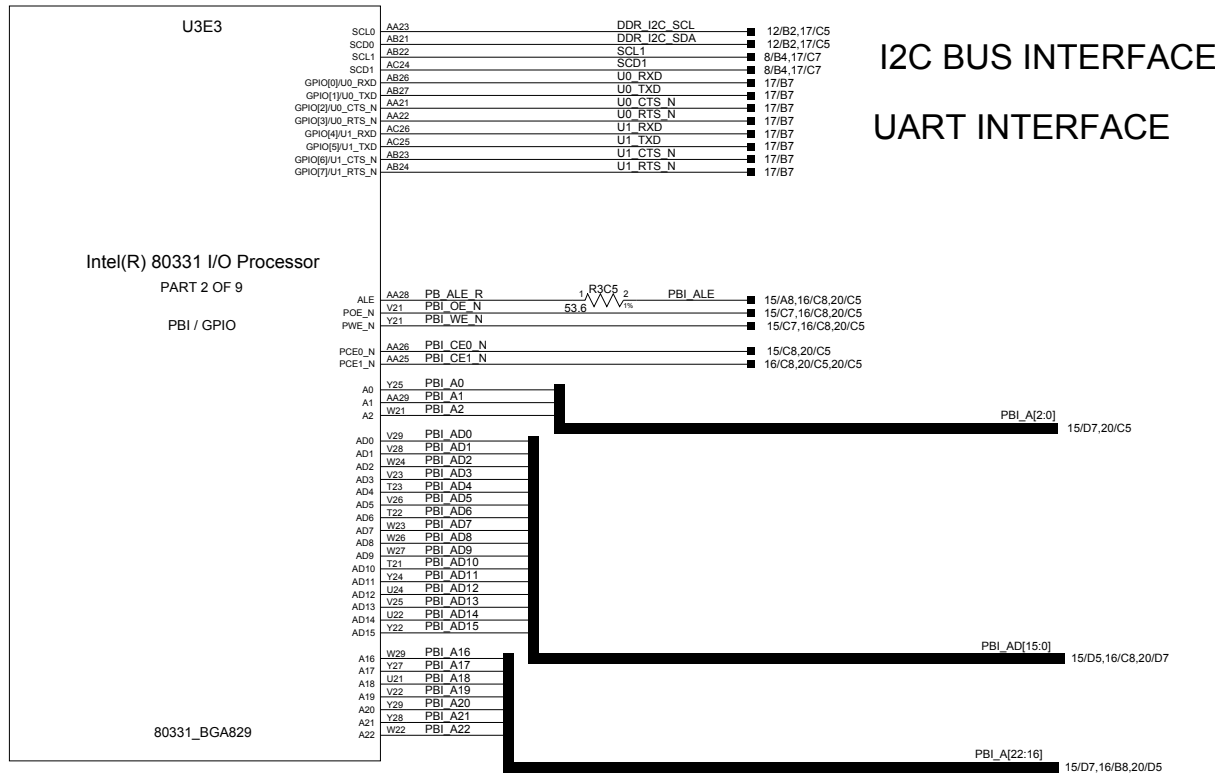 U3E3
SCL0 AA23 DDR_I2C_SCL 12/B2,17/C5
SCD0 AB21 DDR_I2C_SDA 12/B2,17/C5
SCL1 AB22 SCL1 8/B4,17/C7
SCD1 AC24 SCD1 8/B4,17/C7
GPIO[0]/U0_RXD AB26 U0_RXD 17/B7
GPIO[1]/U0_TXD AB27 U0_TXD 17/B7
GPIO[2]/U0_CTS_N AA21 U0_CTS_N 17/B7
GPIO[3]/U0_RTS_N AA22 U0_RTS_N 17/B7
GPIO[4]/U1_RXD AC26 U1_RXD 17/B7
GPIO[5]/U1_TXD AC25 U1_TXD 17/B7
GPIO[6]/U1_CTS_N AB23 U1_CTS_N 17/B7
GPIO[7]/U1_RTS_N AB24 U1_RTS_N 17/B7
I2C BUS INTERFACE
UART INTERFACE
Intel(R) 80331 I/O Processor
PART 2 OF 9
PBI / GPIO
ALE AA28 PB_ALE_R 1 R3C5 2 53.6 1% PBI_ALE 15/A8,16/C8,20/C5
POE_N V21 PBI_OE_N 15/C7,16/C8,20/C5
PWE_N Y21 PBI_WE_N 15/C7,16/C8,20/C5
PCE0_N AA26 PBI_CE0_N 15/C8,20/C5
PCE1_N AA25 PBI_CE1_N 16/C8,20/C5,20/C5
A0 Y25 PBI_A0
A1 AA29 PBI_A1
A2 W21 PBI_A2
PBI_A[2:0] 15/D7,20/C5
AD0 V29 PBI_AD0
AD1 V28 PBI_AD1
AD2 W24 PBI_AD2
AD3 V23 PBI_AD3
AD4 T23 PBI_AD4
AD5 V26 PBI_AD5
AD6 T22 PBI_AD6
AD7 W23 PBI_AD7
AD8 W26 PBI_AD8
AD9 W27 PBI_AD9
AD10 T21 PBI_AD10
AD11 Y24 PBI_AD11
AD12 U24 PBI_AD12
AD13 V25 PBI_AD13
AD14 U22 PBI_AD14
AD15 Y22 PBI_AD15
PBI_AD[15:0] 15/D5,16/C8,20/D7
A16 W29 PBI_A16
A17 Y27 PBI_A17
A18 U21 PBI_A18
A19 V22 PBI_A19
A20 Y29 PBI_A20
A21 Y28 PBI_A21
A22 W22 PBI_A22
80331_BGA829
PBI_A[22:16] 15/D7,16/B8,20/D5